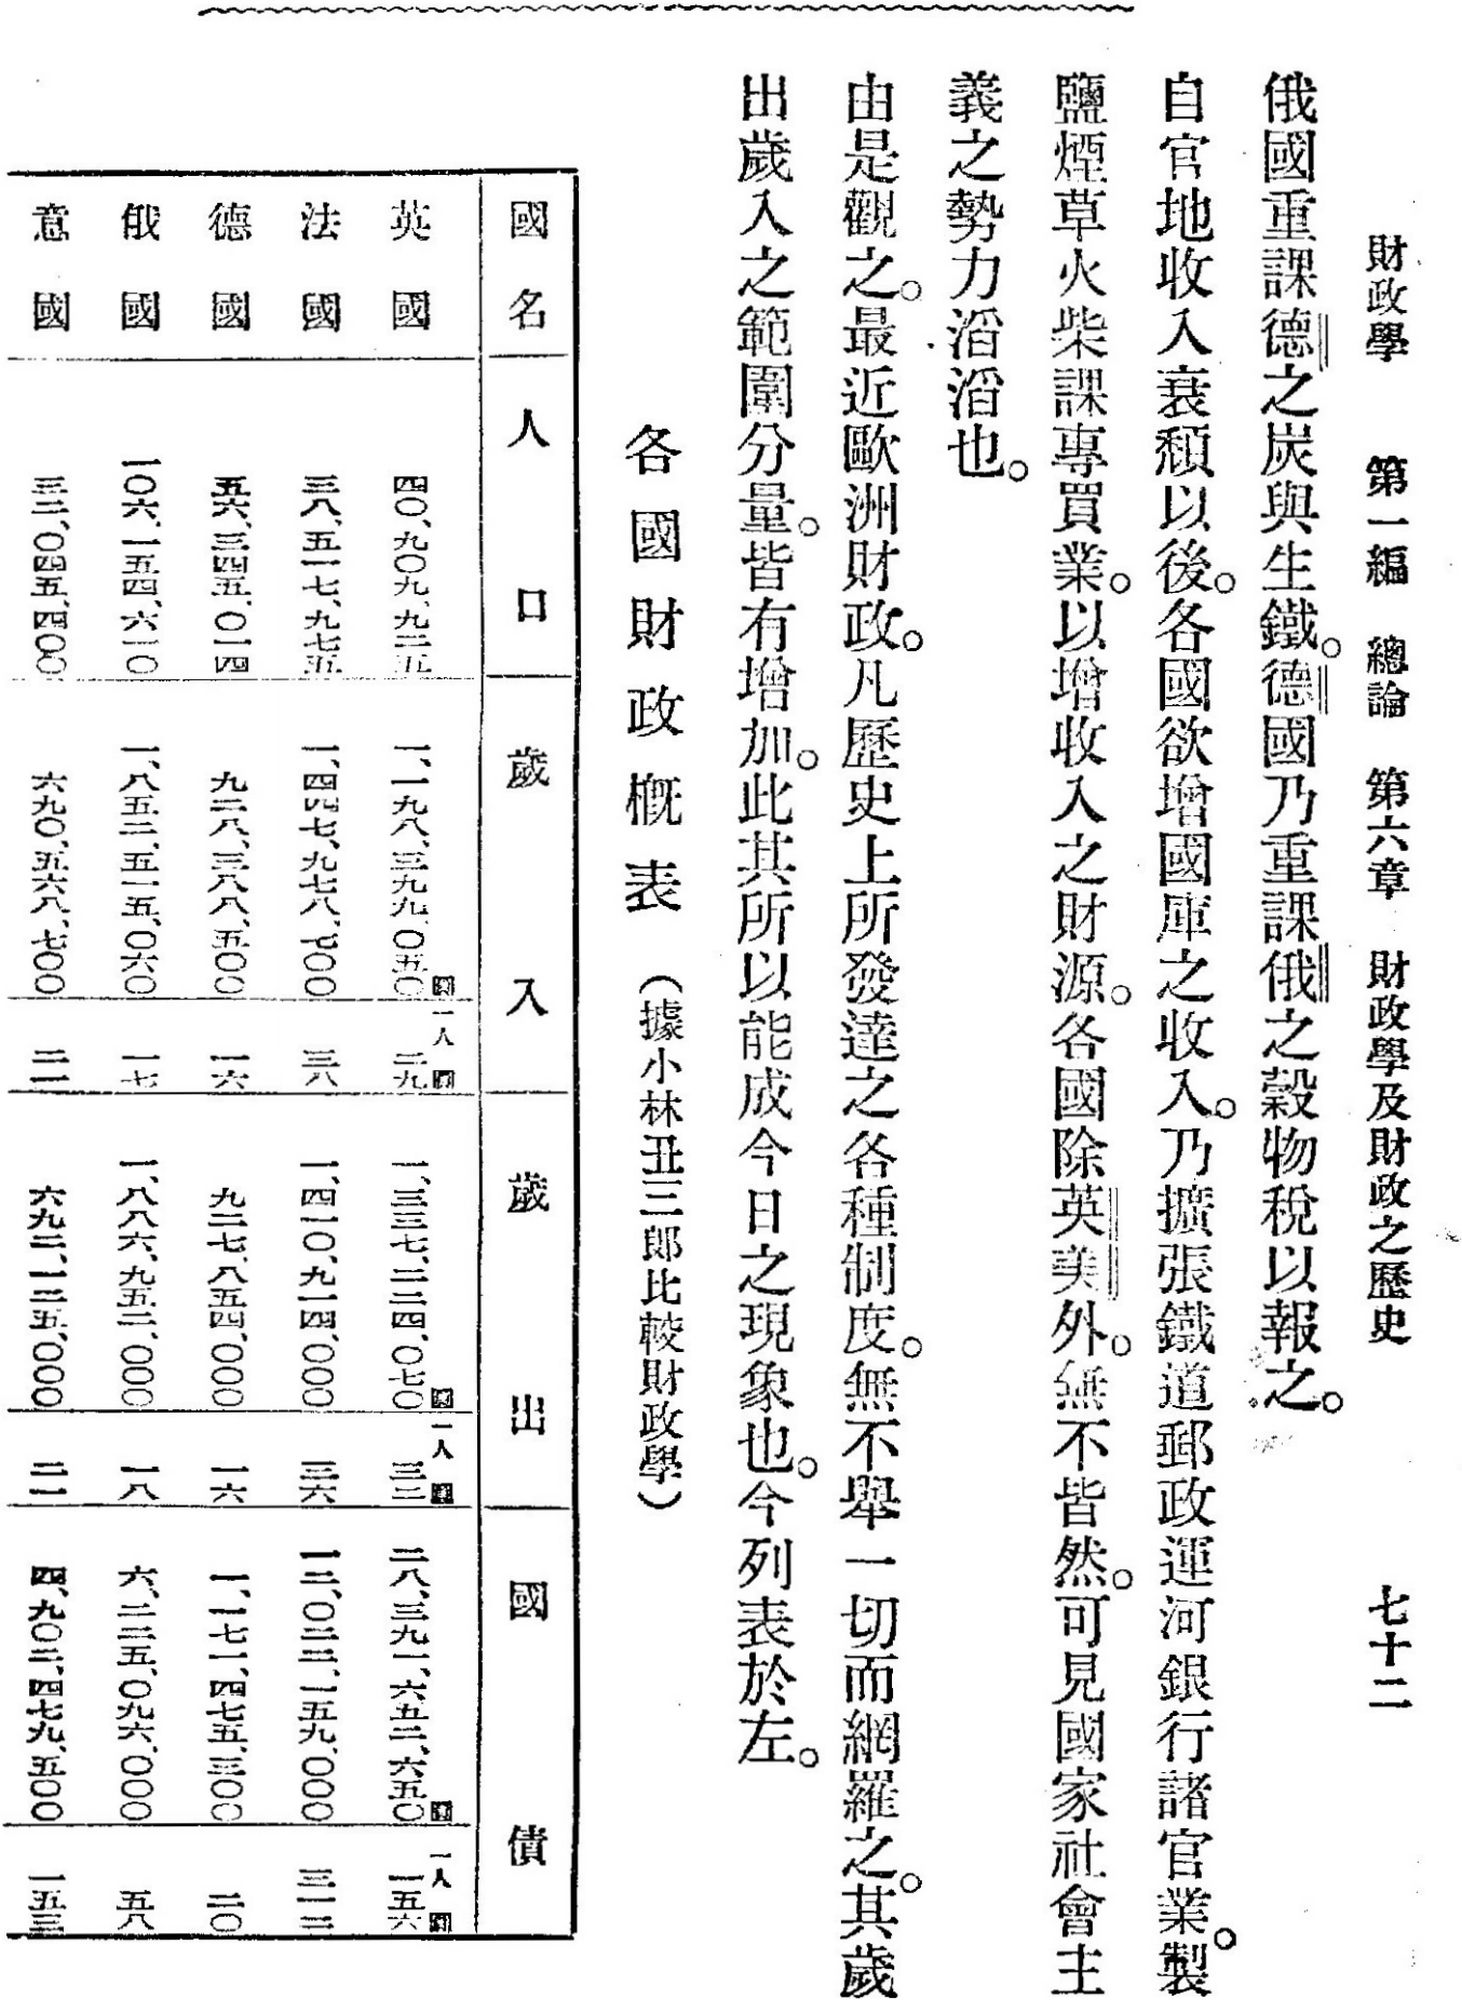 財政學 第一編 總論 第六章 財政學及財政之歷史 七十二
俄國重課德之炭與生鐵。德國乃重課俄之穀物稅以報之。
自官地收入衰頹以後。各國欲增國庫之收入。乃擴張鐵道郵政運河銀行諸官業。製
鹽煙草火柴課專買業。以增收入之財源。各國除英美外。無不皆然。可見國家社會主
義之勢力滔滔也。
由是觀之。最近歐洲財政。凡歷史上所發達之各種制度。無不舉一切而網羅之。其歲
出歲入之範圍分量。皆有增加。此其所以能成今日之現象也。今列表於左。
各國財政概表 （據小林丑三郎比較財政學）
國名 人口 歲入 歲出 國債
一人 一人 一人
英國 四〇、九〇九、九二五 一、一九八、三九九、〇五〇 二九 一、三三七、二二四、〇七〇 三三 二八、三九一、六五二、六五〇 一五六
法國 三八、五一七、九七五 一、四四七、九七八、七〇〇 三八 一、四一〇、九一四、〇〇〇 三六 一二、〇二三、一五九、〇〇〇 三一二
德國 五六、三四五、〇一四 九二八、三八八、五〇〇 一六 九二七、八五四、〇〇〇 一六 一、一七一、四七五、三〇〇 二〇
俄國 一〇六、一五四、六一〇 一、八五二、五一五、〇六〇 一七 一、八八六、九五二、〇〇〇 一八 六、二二五、〇九六、〇〇〇 五八
意國 三二、〇四五、四〇〇 六九〇、五六八、七〇〇 二一 六九二、一二五、〇〇〇 二一 四、九〇二、四七九、五〇〇 一五三